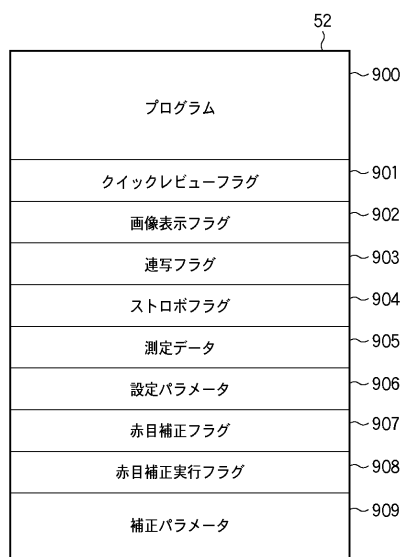 52
プログラム 900
クイックレビューフラグ 901
画像表示フラグ 902
連写フラグ 903
ストロボフラグ 904
測定データ 905
設定パラメータ 906
赤目補正フラグ 907
赤目補正実行フラグ 908
補正パラメータ 909